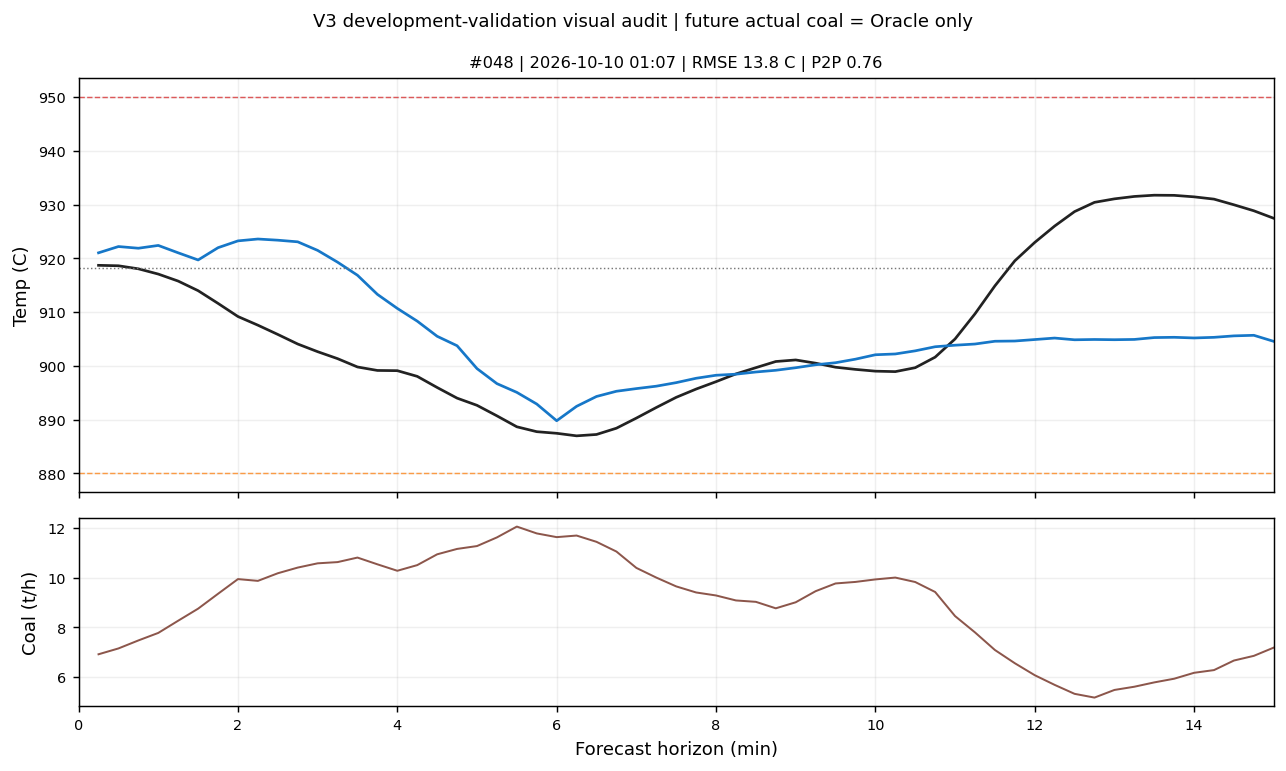 V3 development-validation visual audit | future actual coal = Oracle only
#048 | 2026-10-10 01:07 | RMSE 13.8 C | P2P 0.76
950
940
930
920
910
900
890
880
Temp (C)
12
10
8
6
Coal (t/h)
0 2 4 6 8 10 12 14
Forecast horizon (min)